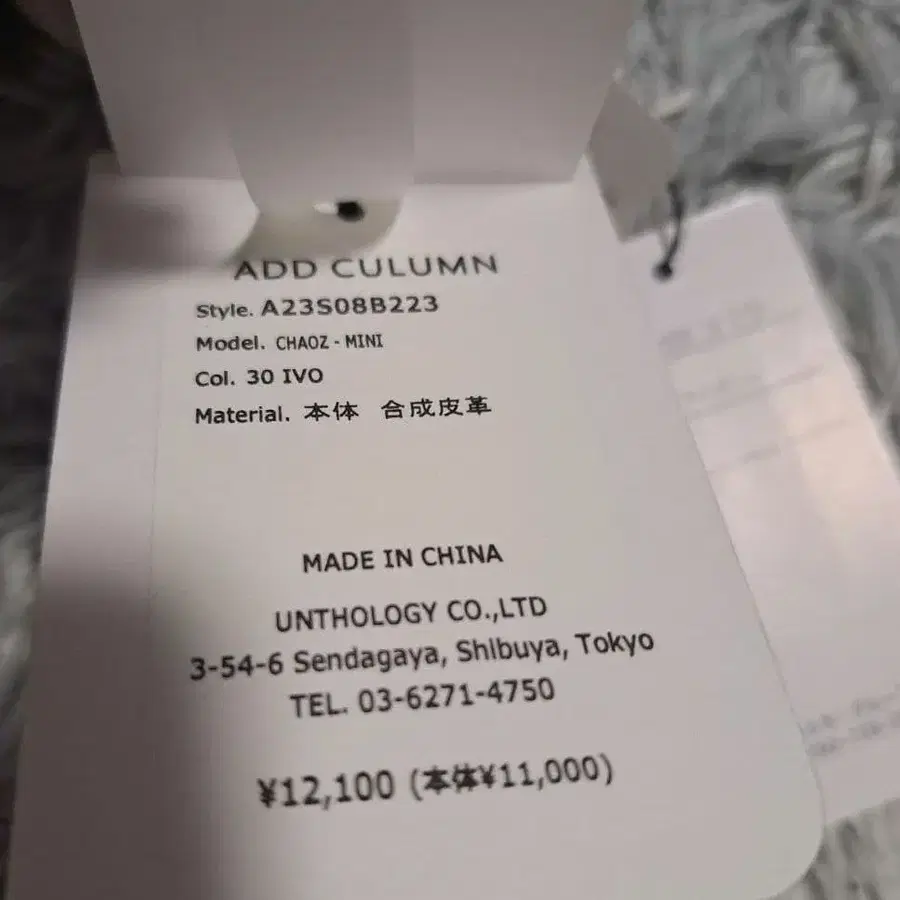 ADD CULUMN
Style. A23S08B223
Model. CHAOZ - MINI
Col. 30 IVO
Material. 本体 合成皮革
MADE IN CHINA
UNTHOLOGY CO.,LTD
3-54-6 Sendagaya, Shibuya, Tokyo
TEL. 03-6271-4750
¥12,100 (本体¥11,000)